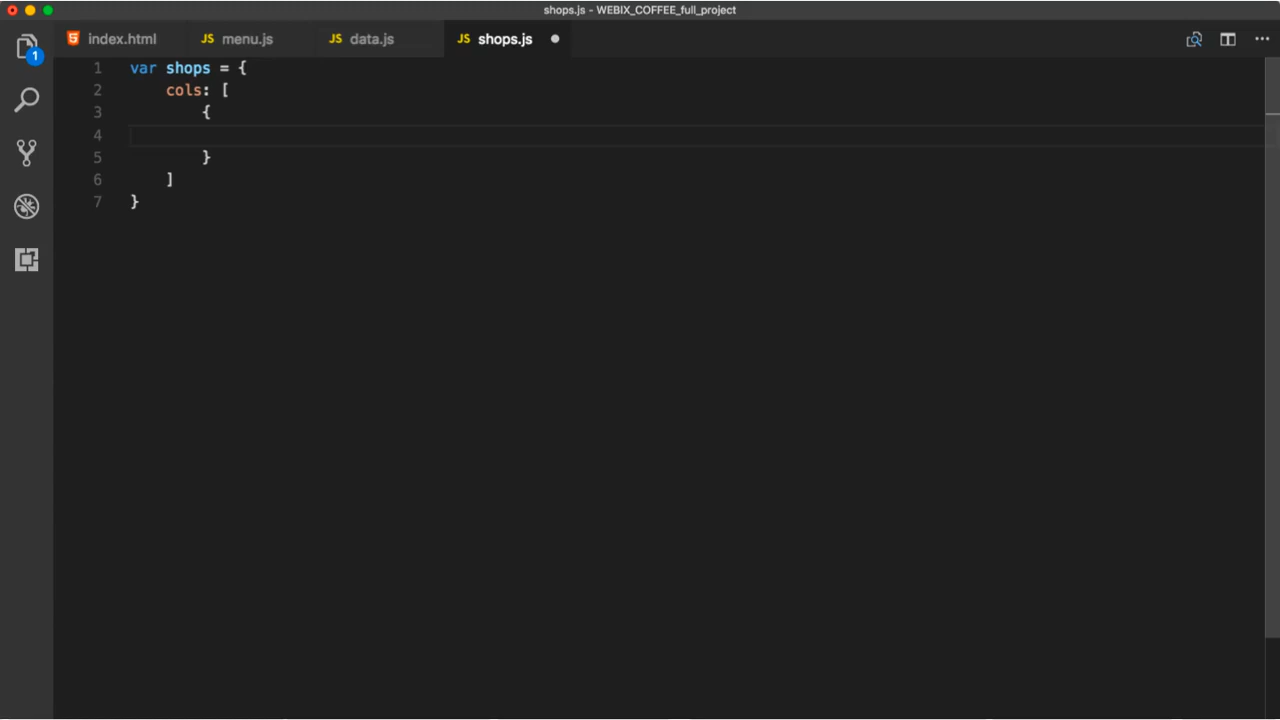 shops.js - WEBIX_COFFEE_full_project
index.html JS menu.js JS data.js JS shops.js
1
1 var shops = {
2 cols: [
3 {
4
5 }
6 ]
7 }